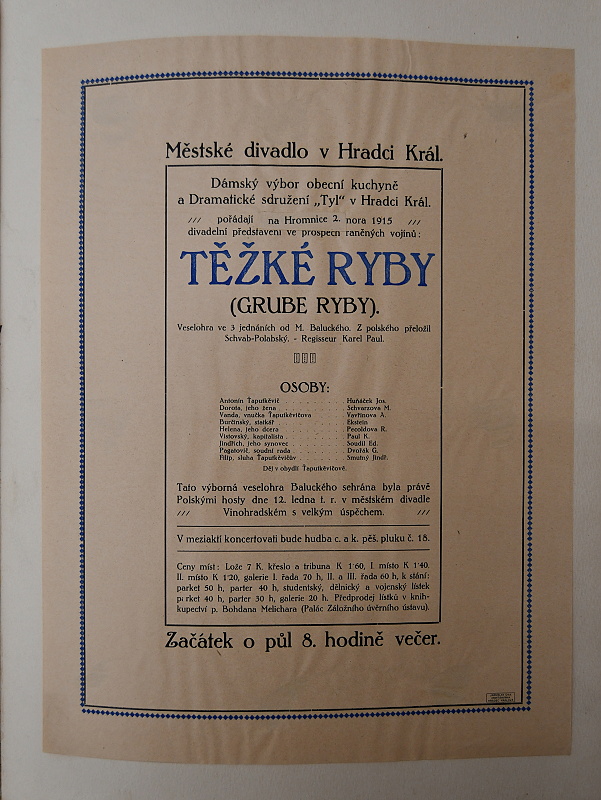 Městské divadlo v Hradci Král.
Dámský výbor obecní kuchyně
a Dramatické sdružení „Tyl“ v Hradci Král.
/// pořádají na Hromnice 2. nora 1915 ///
divadelní představeni ve prospecn raněných vojínů:
TĚŽKÉ RYBY
(GRUBE RYBY).
Veselohra ve 3 jednáních od M. Baluckého. Z polského přeložil
Schvab-Polabský. - Regisseur Karel Paul.
OSOBY:
Antonín Ťaputkěvič . . . . . . . Huňáček Jos.
Dorota, jeho žena . . . . . . . Schvarzova M.
Vanda, vnučka Ťaputkěvičova . . . . Vavřinova A.
Burčinský, statkář . . . . . . . Ekstein
Helena, jeho dcera . . . . . . . Pecoldova R.
Vistovský, kapitalista . . . . . . . Paul K.
Jindřich, jeho synovec . . . . . . Soudil Ed.
Pagatovič, soudní rada . . . . . . Dvořák G.
Filip, sluha Ťaputkěvičův . . . . . Smutný Jindř.
Děj v obydlí Ťaputkěvičově.
Tato výborná veselohra Baluckého sehrána byla právě
Polskými hosty dne 12. ledna t. r. v městském divadle
/// Vinohradském s velkým úspěchem. ///
V meziaktí koncertovati bude hudba c. a k. pěš. pluku č. 18.
Ceny míst: Lože 7 K, křeslo a tribuna K 1·60, I. místo K 1·40.
II. místo K 1·20, galerie I. řada 70 h, II. a III. řada 60 h, k stání:
parket 50 h, parter 40 h, studentský, dělnický a vojenský lístek
parket 40 h, parter 30 h, galerie 20 h. Předprodej lístků v knih-
kupectví p. Bohdana Melichara (Palác Záložního úvěrního ústavu).
Začátek o půl 8. hodině večer.